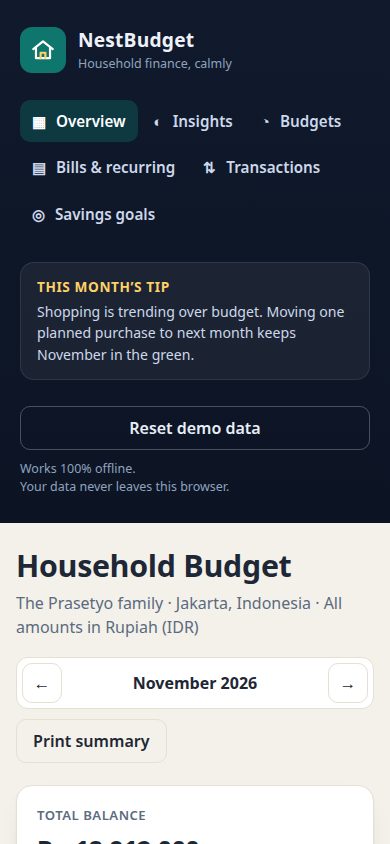 NestBudget
Household finance, calmly
Overview
Insights
Budgets
Bills & recurring
Transactions
Savings goals
THIS MONTH'S TIP
Shopping is trending over budget. Moving one
planned purchase to next month keeps
November in the green.
Reset demo data
Works 100% offline.
Your data never leaves this browser.
Household Budget
The Prasetyo family · Jakarta, Indonesia · All
amounts in Rupiah (IDR)
← November 2026 →
Print summary
TOTAL BALANCE